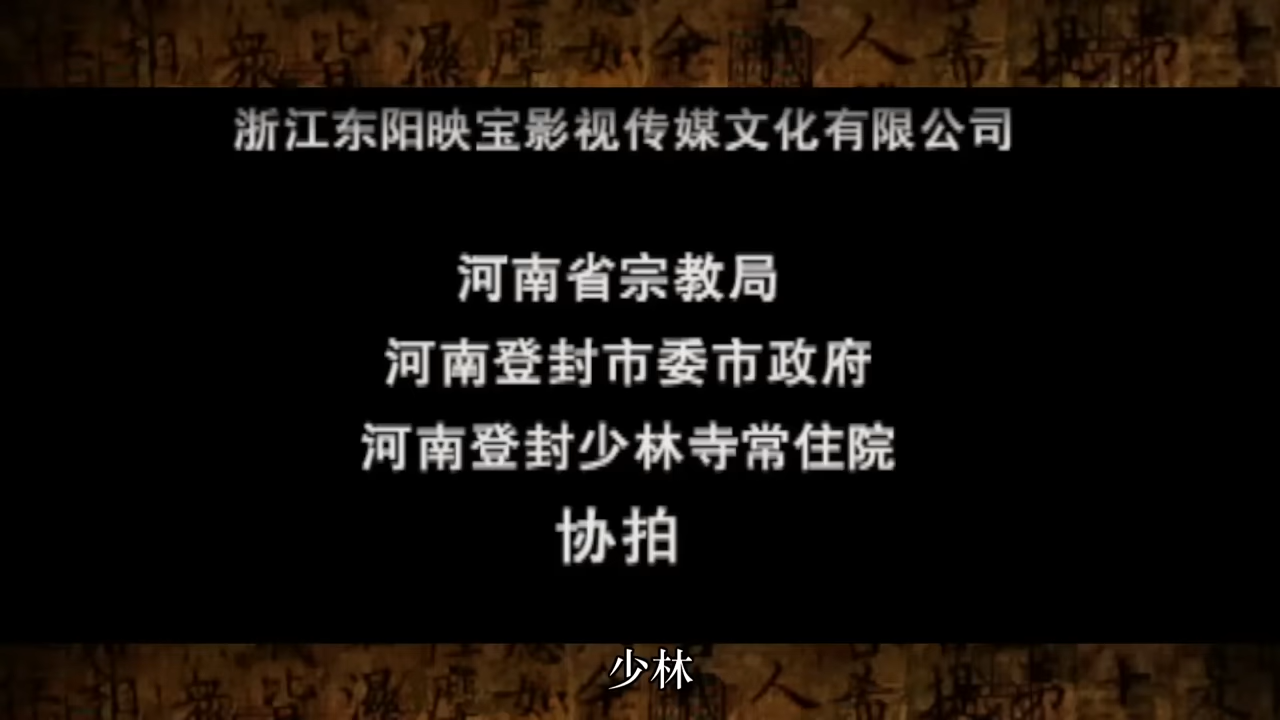 浙江东阳映宝影视传媒文化有限公司
河南省宗教局
河南登封市委市政府
河南登封少林寺常住院
协拍
少林